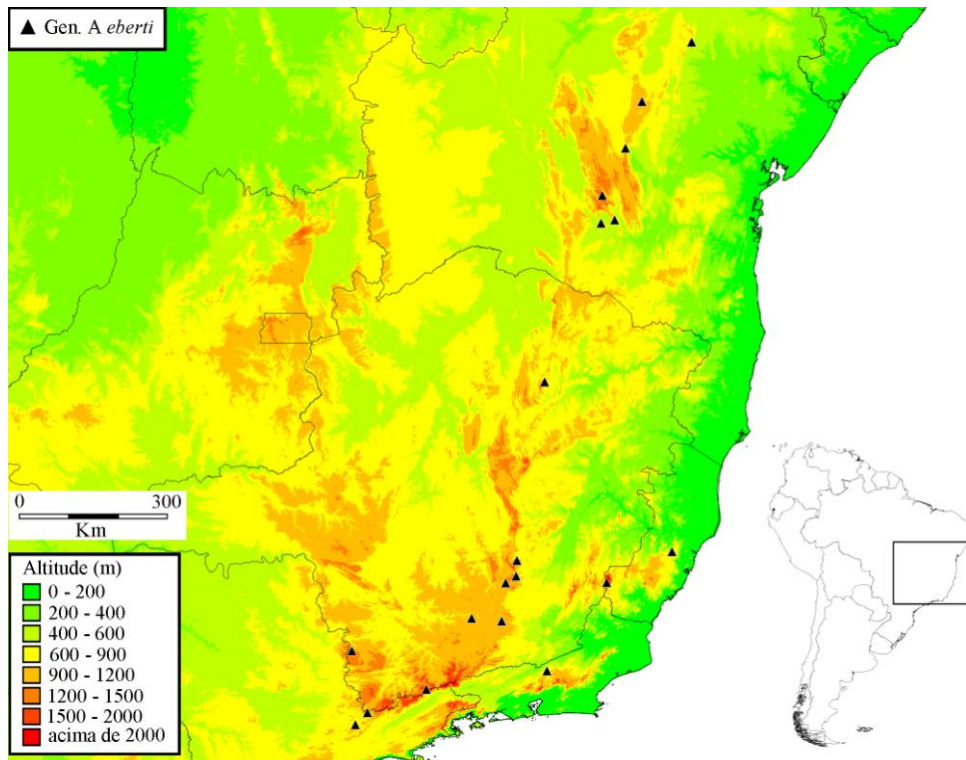 ▲ Gen. A eberti
0 300
Km
Altitude (m)
0 - 200
200 - 400
400 - 600
600 - 900
900 - 1200
1200 - 1500
1500 - 2000
acima de 2000